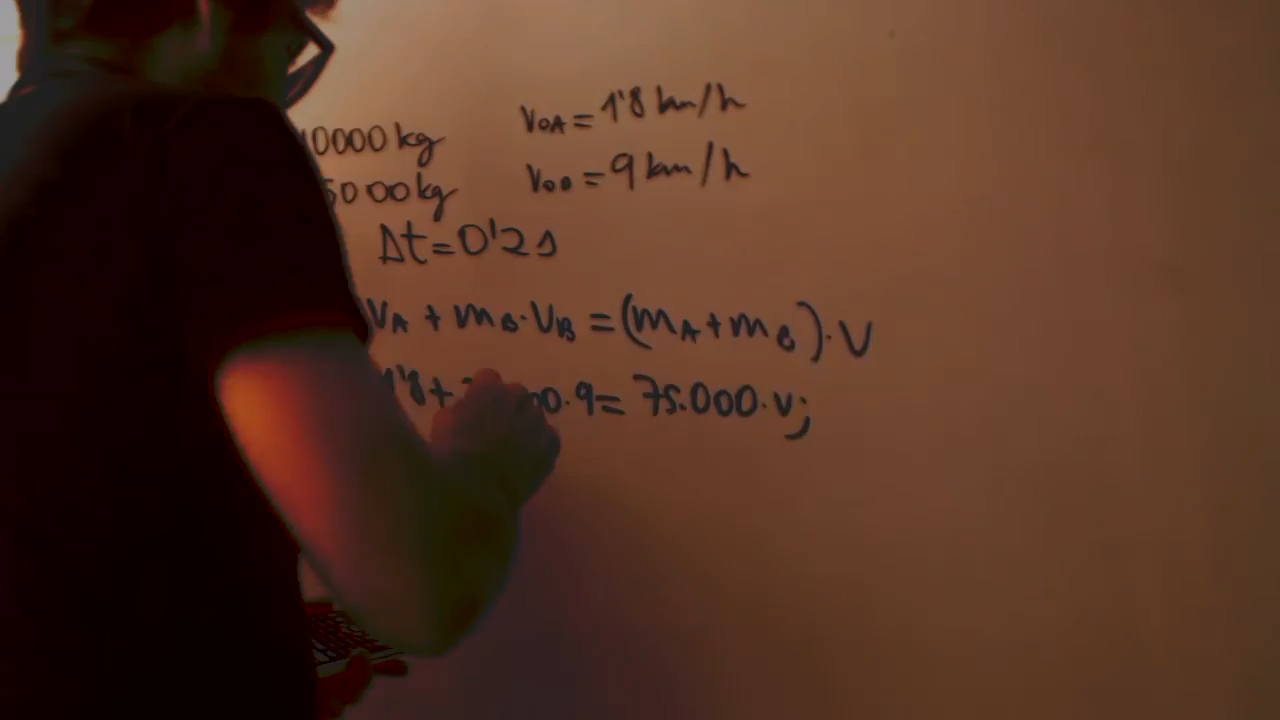 0000 kg V0A = 1'8 km/h
5000 kg V0B = 9 km/h
Δt = 0'2 s
VA + mB · VB = (mA + mB) · V
1'8 + 00 · 9 = 75.000 · v;